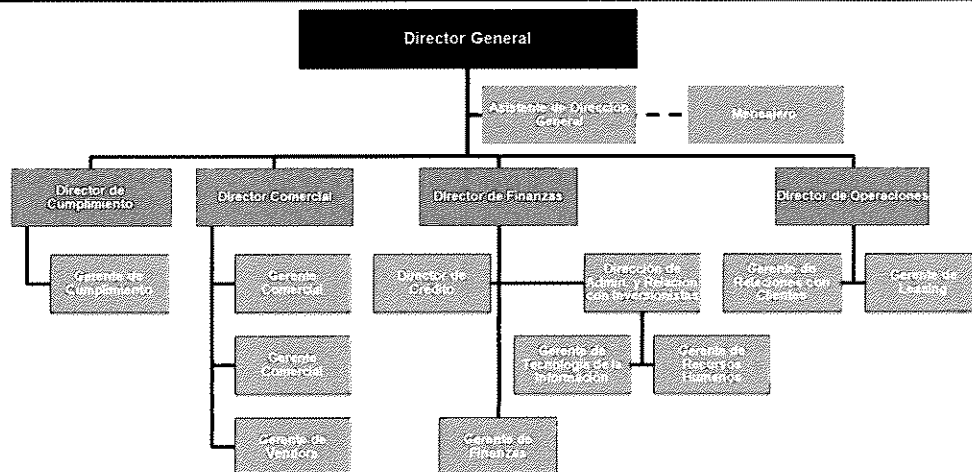 Director General
Asistente de Dirección
General
Mensajero
Director de
Cumplimiento
Director Comercial
Director de Finanzas
Director de Operaciones
Gerente de
Cumplimiento
Gerente
Comercial
Director de
Crédito
Dirección de
Admin. y Relación
con Inversionistas
Gerente de
Relaciones con
Clientes
Gerente de
Leasing
Gerente
Comercial
Gerente de
Tecnología de la
Información
Gerente de
Recursos
Humanos
Gerente de
Vendors
Gerente de
Finanzas